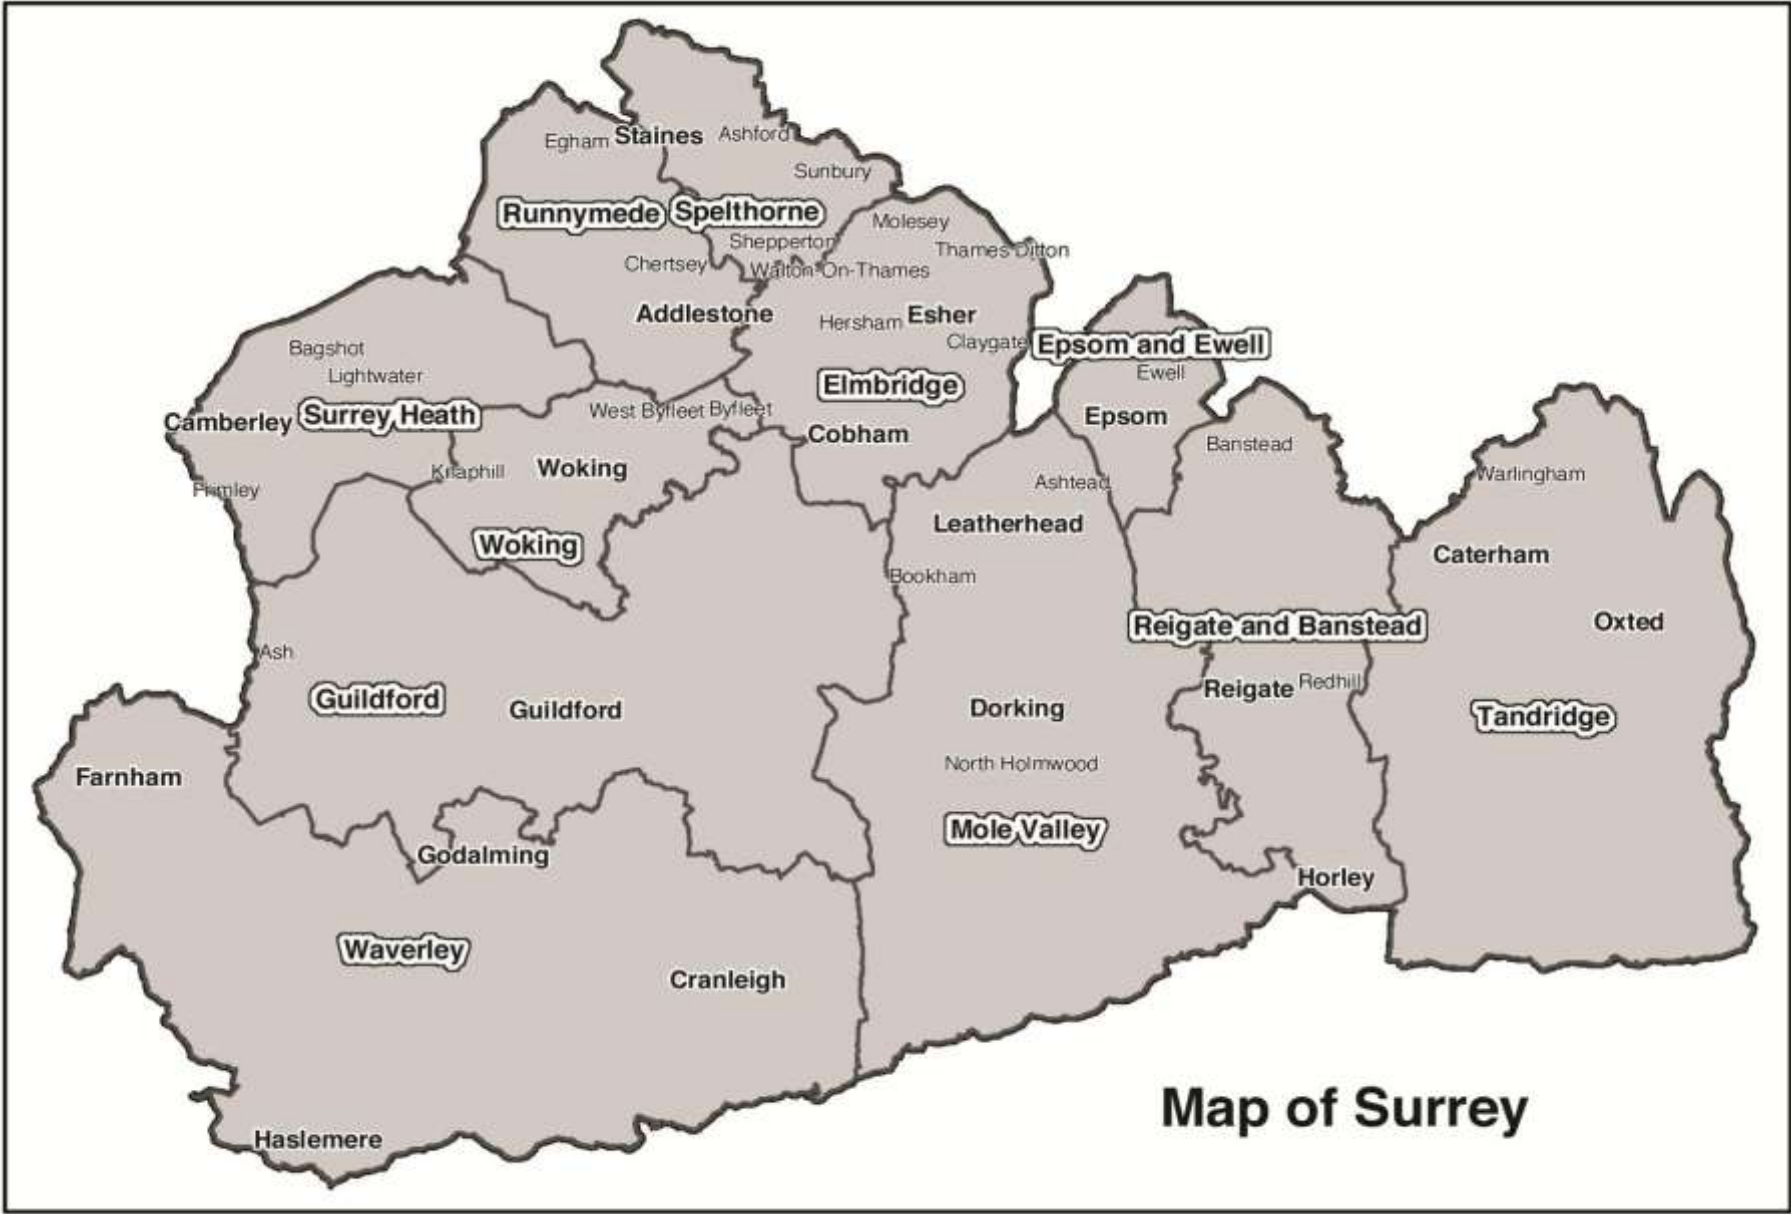 Egham
Staines
Ashford
Sunbury
Runnymede
Spelthorne
Molesey
Shepperton
Thames Ditton
Chertsey
Walton-On-Thames
Addlestone
Hersham
Esher
Claygate
Epsom and Ewell
Bagshot
Ewell
Lightwater
Elmbridge
Camberley
Surrey Heath
West Byfleet
Byfleet
Epsom
Cobham
Banstead
Knaphill
Woking
Warlingham
Frimley
Ashtead
Leatherhead
Woking
Caterham
Bookham
Reigate and Banstead
Oxted
Ash
Guildford
Guildford
Reigate
Redhill
Dorking
Tandridge
North Holmwood
Farnham
Mole Valley
Godalming
Horley
Waverley
Cranleigh
Map of Surrey
Haslemere